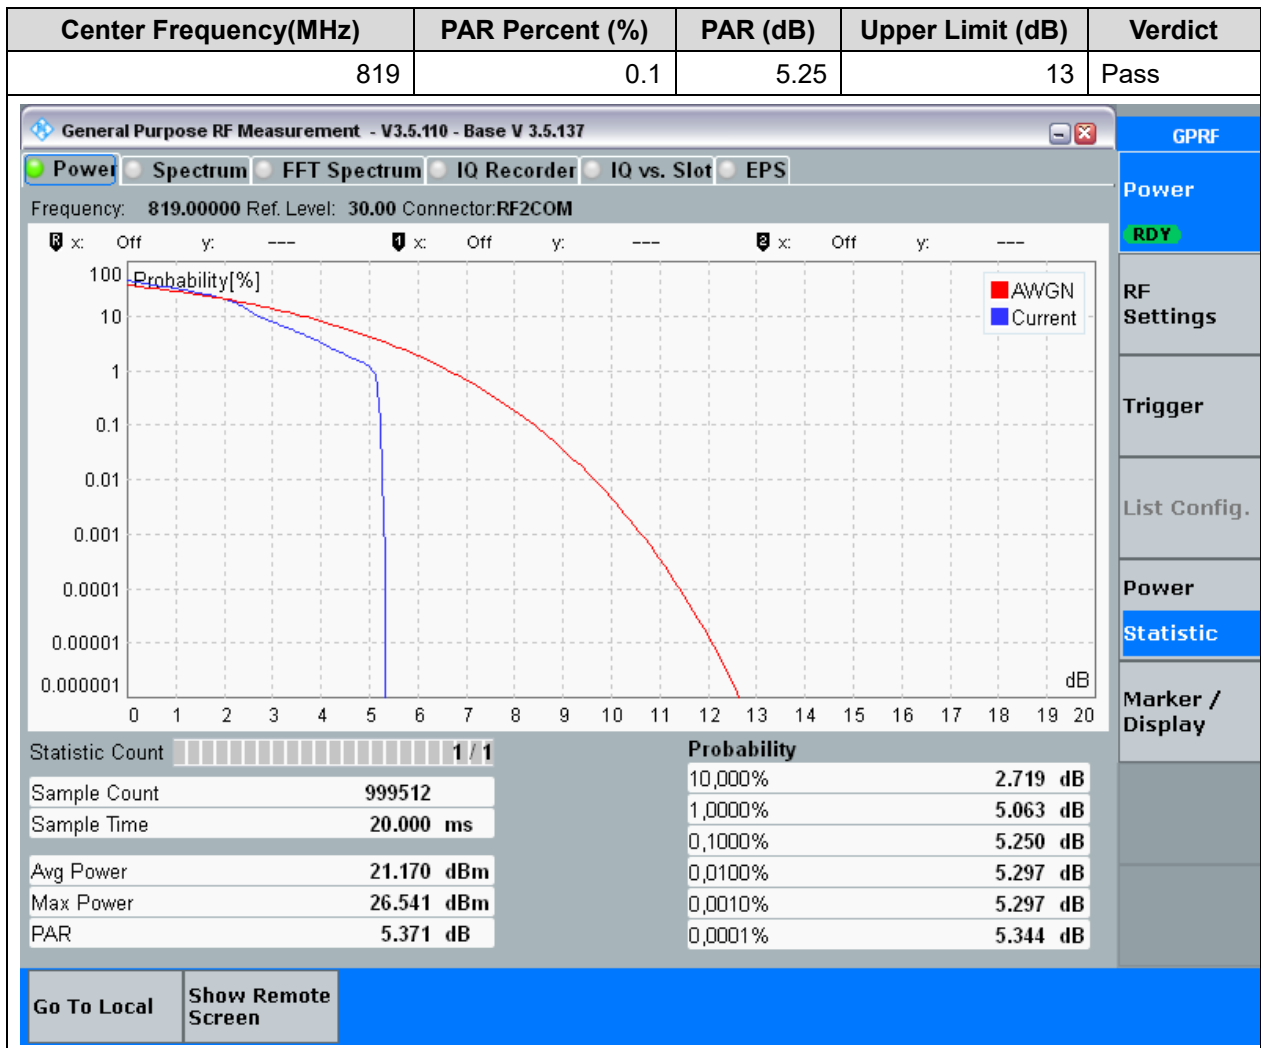 Center Frequency(MHz) PAR Percent (%) PAR (dB) Upper Limit (dB) Verdict
819 0.1 5.25 13 Pass
General Purpose RF Measurement - V3.5.110 - Base V 3.5.137
GPRF
Power Spectrum FFT Spectrum IQ Recorder IQ vs. Slot EPS
Power
RDY
Frequency: 819.00000 Ref. Level: 30.00 Connector:RF2COM
R x: Off y: --- 1 x: Off y: --- 2 x: Off y: ---
Probability[%]
AWGN
Current
100
10
1
0.1
0.01
0.001
0.0001
0.00001
0.000001
dB
0 1 2 3 4 5 6 7 8 9 10 11 12 13 14 15 16 17 18 19 20
RF
Settings
Trigger
List Config.
Power
Statistic
Marker /
Display
Statistic Count 1 / 1
Sample Count 999512
Sample Time 20.000 ms
Avg Power 21.170 dBm
Max Power 26.541 dBm
PAR 5.371 dB
Probability
10,000% 2.719 dB
1,0000% 5.063 dB
0,1000% 5.250 dB
0,0100% 5.297 dB
0,0010% 5.297 dB
0,0001% 5.344 dB
Go To Local
Show Remote
Screen